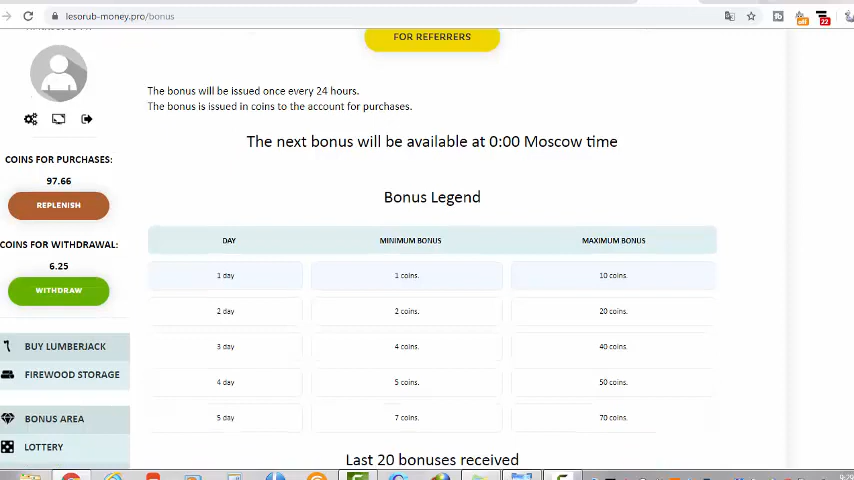 lesorub-money.pro/bonus
22
FOR REFERRERS
The bonus will be issued once every 24 hours.
The bonus is issued in coins to the account for purchases.
The next bonus will be available at 0:00 Moscow time
COINS FOR PURCHASES:
97.66
REPLENISH
COINS FOR WITHDRAWAL:
6.25
WITHDRAW
BUY LUMBERJACK
FIREWOOD STORAGE
BONUS AREA
LOTTERY
Bonus Legend
DAY MINIMUM BONUS MAXIMUM BONUS
1 day 1 coins. 10 coins.
2 day 2 coins. 20 coins.
3 day 4 coins. 40 coins.
4 day 5 coins. 50 coins.
5 day 7 coins. 70 coins.
Last 20 bonuses received